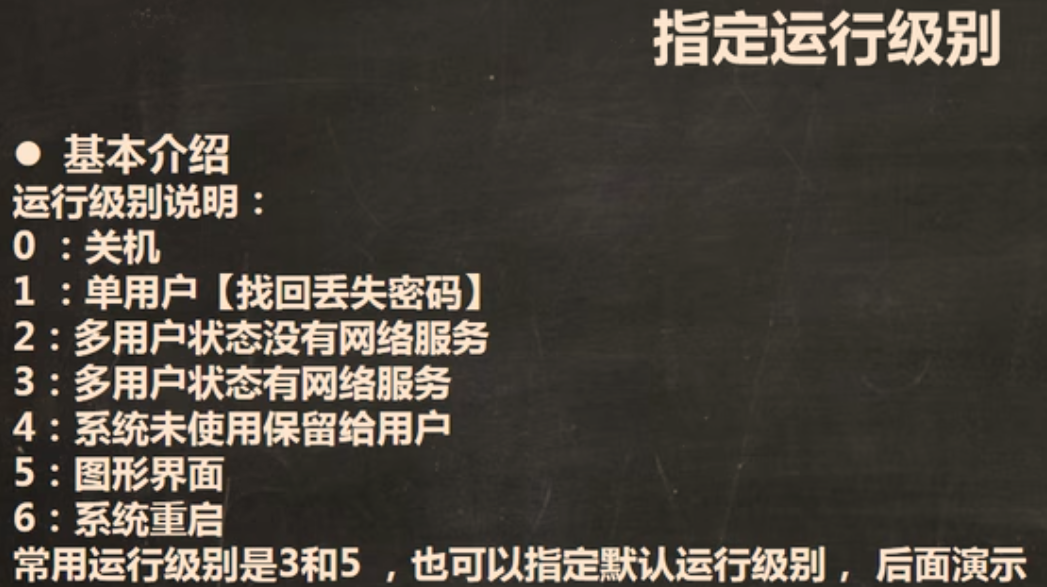 指定运行级别
● 基本介绍
运行级别说明：
0 ：关机
1 ：单用户【找回丢失密码】
2：多用户状态没有网络服务
3：多用户状态有网络服务
4：系统未使用保留给用户
5：图形界面
6：系统重启
常用运行级别是3和5 ，也可以指定默认运行级别， 后面演示